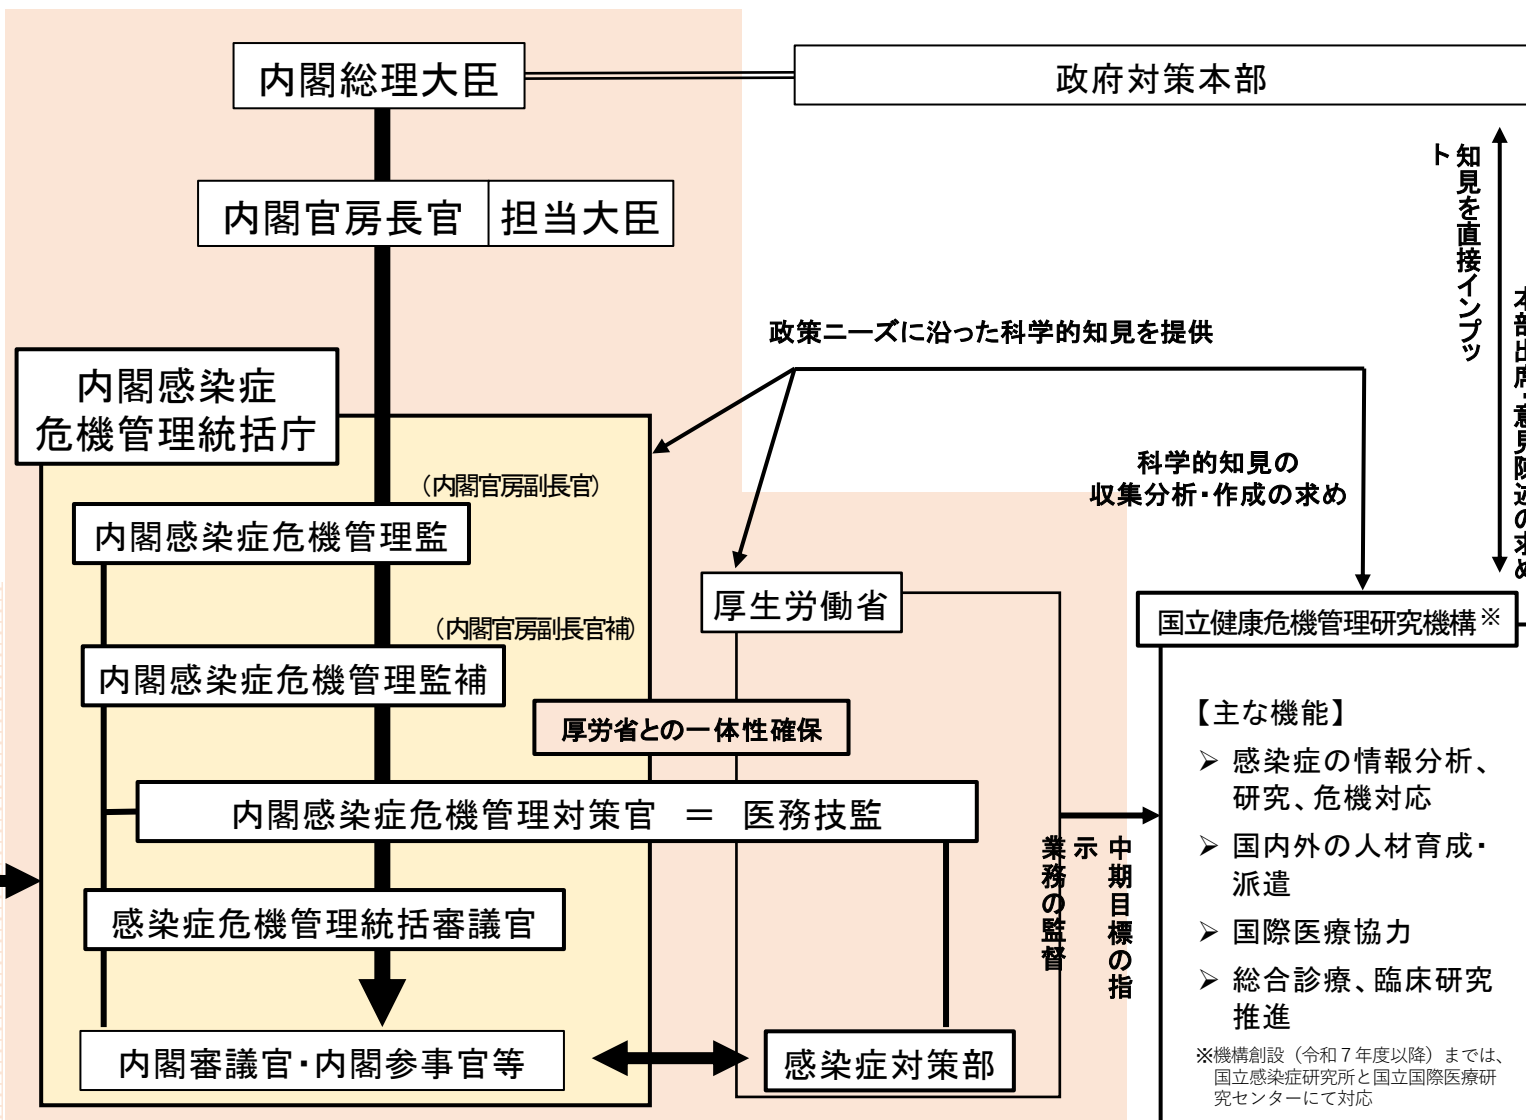 内閣総理大臣
政府対策本部
内閣官房長官
担当大臣
知見を直接インプッ
ト
本部出席・意見陳述の求め
政策ニーズに沿った科学的知見を提供
内閣感染症
危機管理統括庁
科学的知見の
収集分析・作成の求め
（内閣官房副長官）
内閣感染症危機管理監
厚生労働省
国立健康危機管理研究機構※
（内閣官房副長官補）
内閣感染症危機管理監補
厚労省との一体性確保
【主な機能】
➢ 感染症の情報分析、
研究、危機対応
➢ 国内外の人材育成・
派遣
➢ 国際医療協力
➢ 総合診療、臨床研究
推進
内閣感染症危機管理対策官 ＝ 医務技監
中期目標の指
示
業務の監督
感染症危機管理統括審議官
内閣審議官・内閣参事官等
感染症対策部
※機構創設（令和７年度以降）までは、
国立感染症研究所と国立国際医療研
究センターにて対応